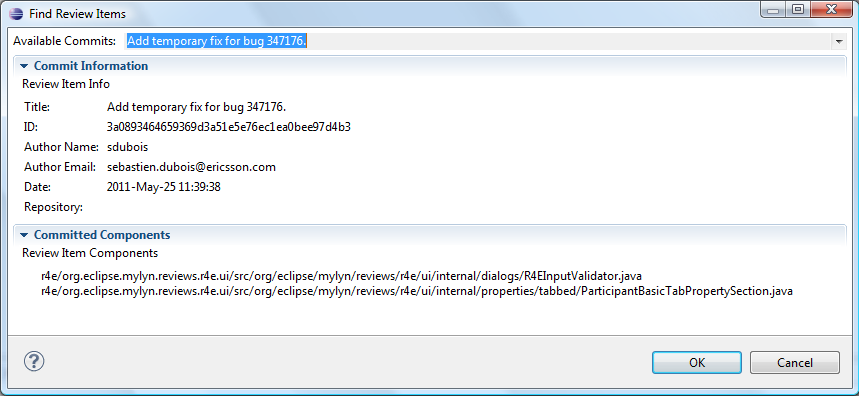 Find Review Items
Available Commits: Add temporary fix for bug 347176.
Commit Information
Review Item Info
Title: Add temporary fix for bug 347176.
ID: 3a0893464659369d3a51e5e76ec1ea0bee97d4b3
Author Name: sdubois
Author Email: sebastien.dubois@ericsson.com
Date: 2011-May-25 11:39:38
Repository:
Committed Components
Review Item Components
r4e/org.eclipse.mylyn.reviews.r4e.ui/src/org/eclipse/mylyn/reviews/r4e/ui/internal/dialogs/R4EInputValidator.java
r4e/org.eclipse.mylyn.reviews.r4e.ui/src/org/eclipse/mylyn/reviews/r4e/ui/internal/properties/tabbed/ParticipantBasicTabPropertySection.java
? OK Cancel